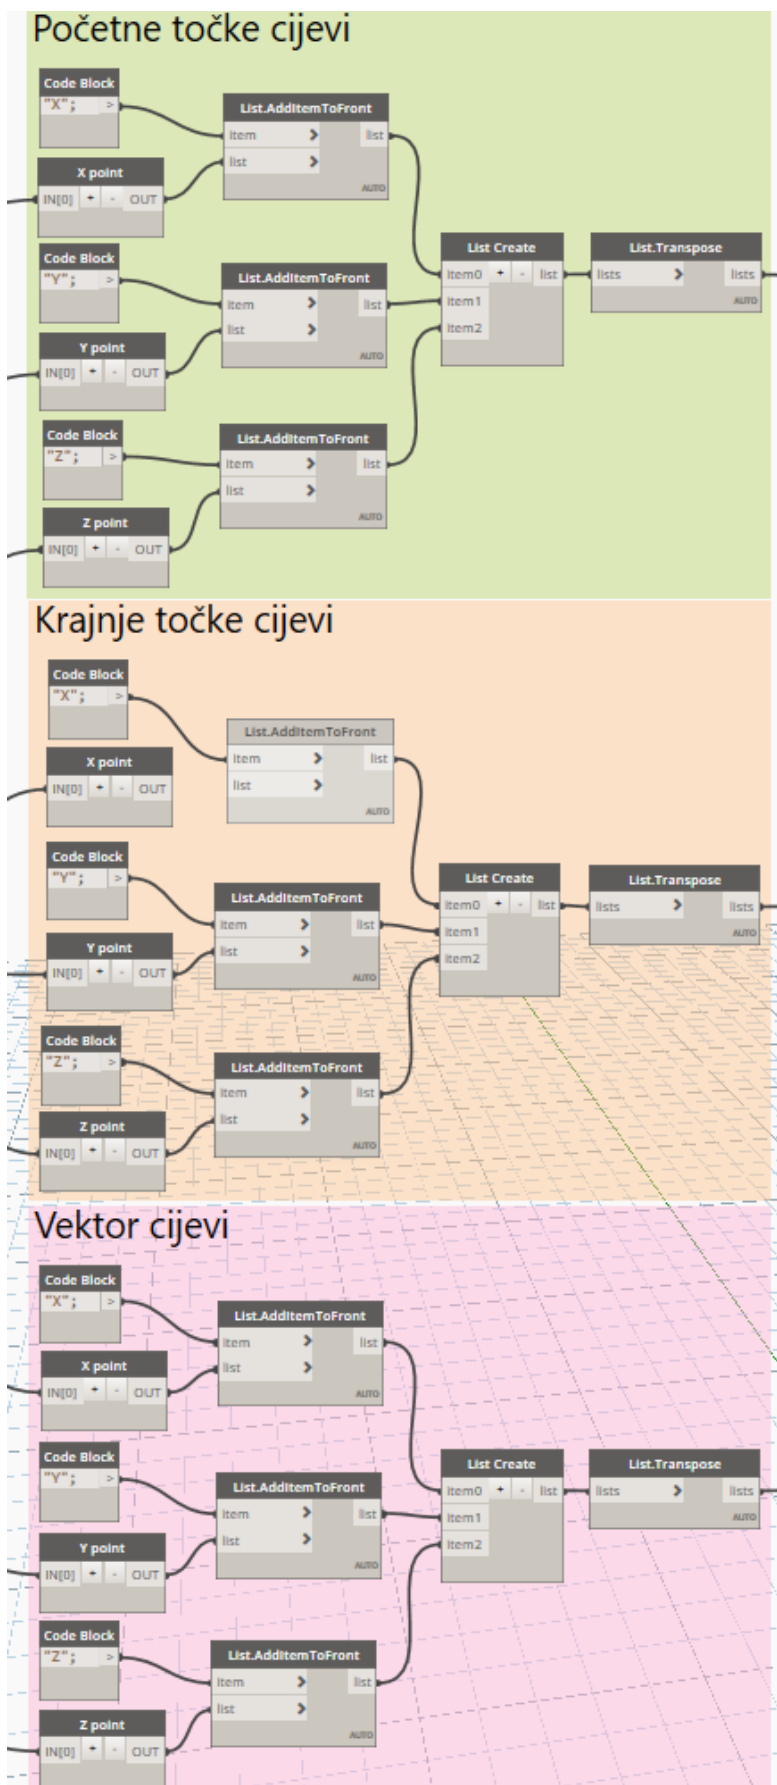 Početne točke cijevi
Code Block
"X"; >
List.AddItemToFront
item > list
list >
AUTO
X point
IN[0] + - OUT
Code Block
"Y"; >
List.AddItemToFront
item > list
list >
AUTO
Y point
IN[0] + - OUT
Code Block
"Z"; >
List.AddItemToFront
item > list
list >
AUTO
Z point
IN[0] + - OUT
List Create
item0 + - list
item1
item2
List.Transpose
lists > lists
AUTO
Krajnje točke cijevi
Code Block
"X"; >
List.AddItemToFront
item > list
list >
AUTO
X point
IN[0] + - OUT
Code Block
"Y"; >
List.AddItemToFront
item > list
list >
AUTO
Y point
IN[0] + - OUT
Code Block
"Z"; >
List.AddItemToFront
item > list
list >
AUTO
Z point
IN[0] + - OUT
List Create
item0 + - list
item1
item2
List.Transpose
lists > lists
AUTO
Vektor cijevi
Code Block
"X"; >
List.AddItemToFront
item > list
list >
AUTO
X point
IN[0] + - OUT
Code Block
"Y"; >
List.AddItemToFront
item > list
list >
AUTO
Y point
IN[0] + - OUT
Code Block
"Z"; >
List.AddItemToFront
item > list
list >
AUTO
Z point
IN[0] + - OUT
List Create
item0 + - list
item1
item2
List.Transpose
lists > lists
AUTO